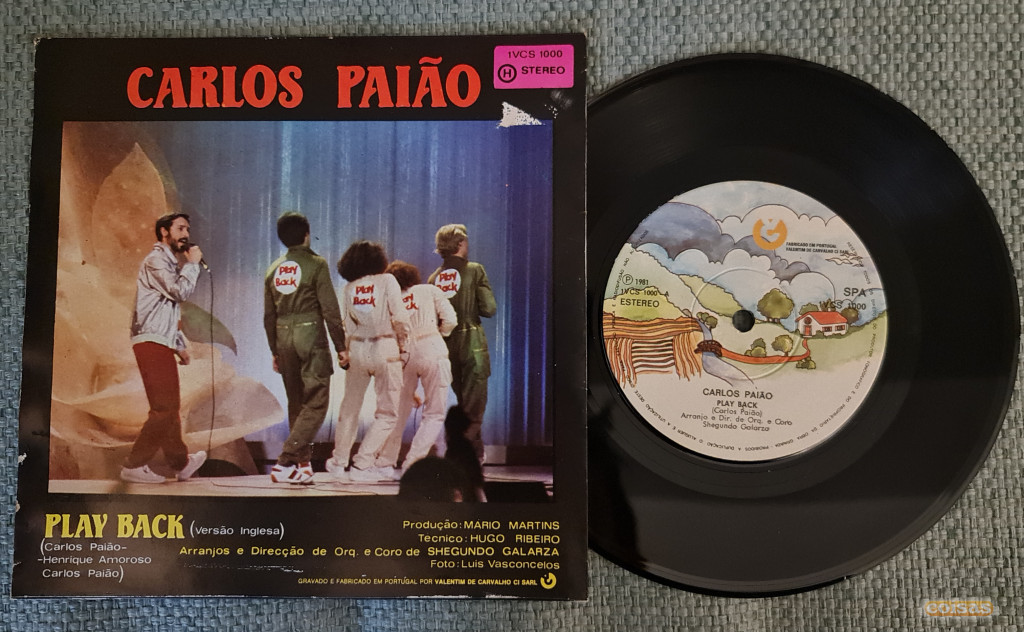 CARLOS PAIÃO
1VCS 1000
H STEREO
Play
Back
Play
Back
Play
Back
PLAY BACK (Versão Inglesa)
(Carlos Paião-
-Henrique Amoroso
Carlos Paião)
Produção: MARIO MARTINS
Tecnico: HUGO RIBEIRO
Arranjos e Direcção de Orq. e Coro de SHEGUNDO GALARZA
Foto: Luis Vasconcelos
GRAVADO E FABRICADO EM PORTUGAL POR VALENTIM DE CARVALHO CI SARL
FABRICADO EM PORTUGAL
VALENTIM DE CARVALHO CI SARL
P 1981
1VCS 1000 A
ESTEREO
SPA
1VCS 1000
CARLOS PAIÃO
PLAY BACK
(Carlos Paião)
Arranjo e Dir. de Orq. e Coro
Shegundo Galarza
coisas